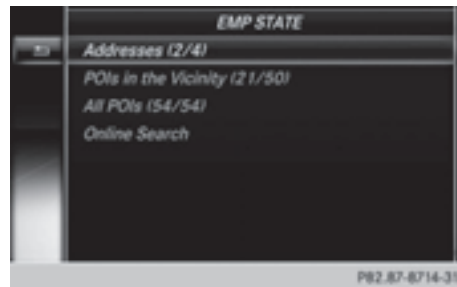 EMP STATE
Addresses (2/4)
POIs in the Vicinity (21/50)
All POIs (54/54)
Online Search
P82.87-8714-31